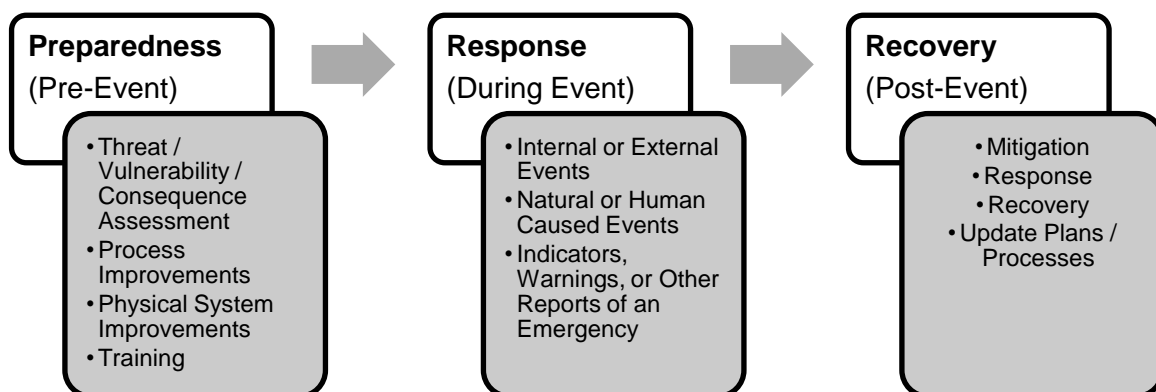 Preparedness
(Pre-Event)
• Threat /
Vulnerability /
Consequence
Assessment
• Process
Improvements
• Physical System
Improvements
• Training
Response
(During Event)
• Internal or External
Events
• Natural or Human
Caused Events
• Indicators,
Warnings, or Other
Reports of an
Emergency
Recovery
(Post-Event)
• Mitigation
• Response
• Recovery
• Update Plans /
Processes